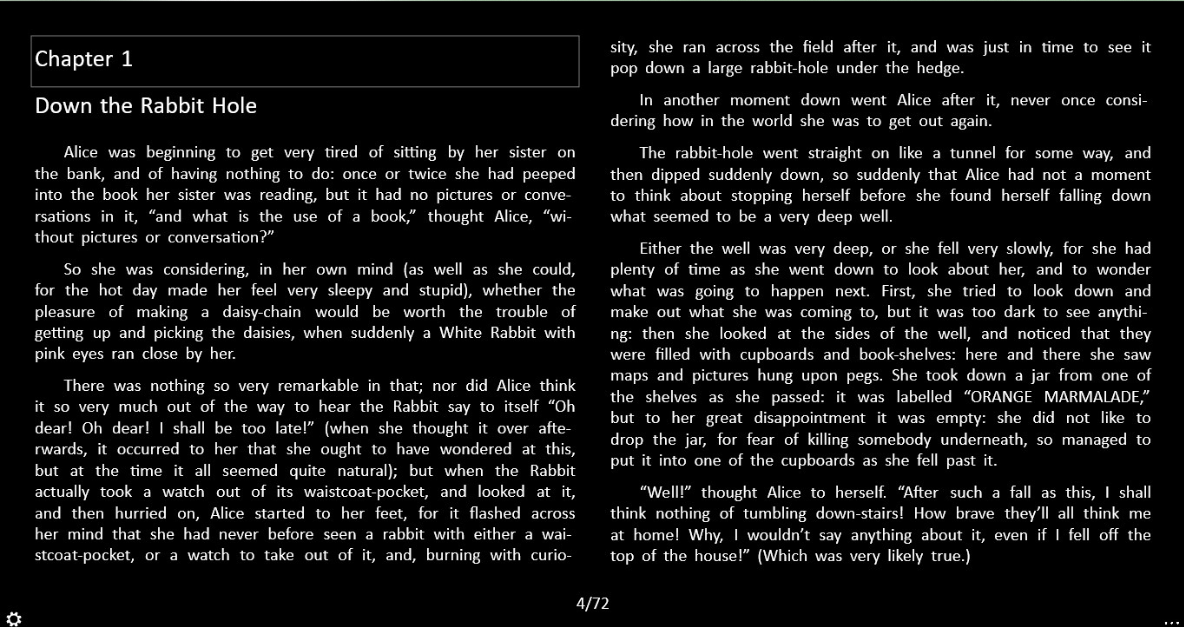 Chapter 1
Down the Rabbit Hole
Alice was beginning to get very tired of sitting by her sister on
the bank, and of having nothing to do: once or twice she had peeped
into the book her sister was reading, but it had no pictures or conve-
rsations in it, “and what is the use of a book,” thought Alice, “wi-
thout pictures or conversation?”
So she was considering, in her own mind (as well as she could,
for the hot day made her feel very sleepy and stupid), whether the
pleasure of making a daisy-chain would be worth the trouble of
getting up and picking the daisies, when suddenly a White Rabbit with
pink eyes ran close by her.
There was nothing so very remarkable in that; nor did Alice think
it so very much out of the way to hear the Rabbit say to itself “Oh
dear! Oh dear! I shall be too late!” (when she thought it over afte-
rwards, it occurred to her that she ought to have wondered at this,
but at the time it all seemed quite natural); but when the Rabbit
actually took a watch out of its waistcoat-pocket, and looked at it,
and then hurried on, Alice started to her feet, for it flashed across
her mind that she had never before seen a rabbit with either a wai-
stcoat-pocket, or a watch to take out of it, and, burning with curio-
sity, she ran across the field after it, and was just in time to see it
pop down a large rabbit-hole under the hedge.
In another moment down went Alice after it, never once consi-
dering how in the world she was to get out again.
The rabbit-hole went straight on like a tunnel for some way, and
then dipped suddenly down, so suddenly that Alice had not a moment
to think about stopping herself before she found herself falling down
what seemed to be a very deep well.
Either the well was very deep, or she fell very slowly, for she had
plenty of time as she went down to look about her, and to wonder
what was going to happen next. First, she tried to look down and
make out what she was coming to, but it was too dark to see anythi-
ng: then she looked at the sides of the well, and noticed that they
were filled with cupboards and book-shelves: here and there she saw
maps and pictures hung upon pegs. She took down a jar from one of
the shelves as she passed: it was labelled “ORANGE MARMALADE,”
but to her great disappointment it was empty: she did not like to
drop the jar, for fear of killing somebody underneath, so managed to
put it into one of the cupboards as she fell past it.
“Well!” thought Alice to herself. “After such a fall as this, I shall
think nothing of tumbling down-stairs! How brave they’ll all think me
at home! Why, I wouldn’t say anything about it, even if I fell off the
top of the house!” (Which was very likely true.)
4/72